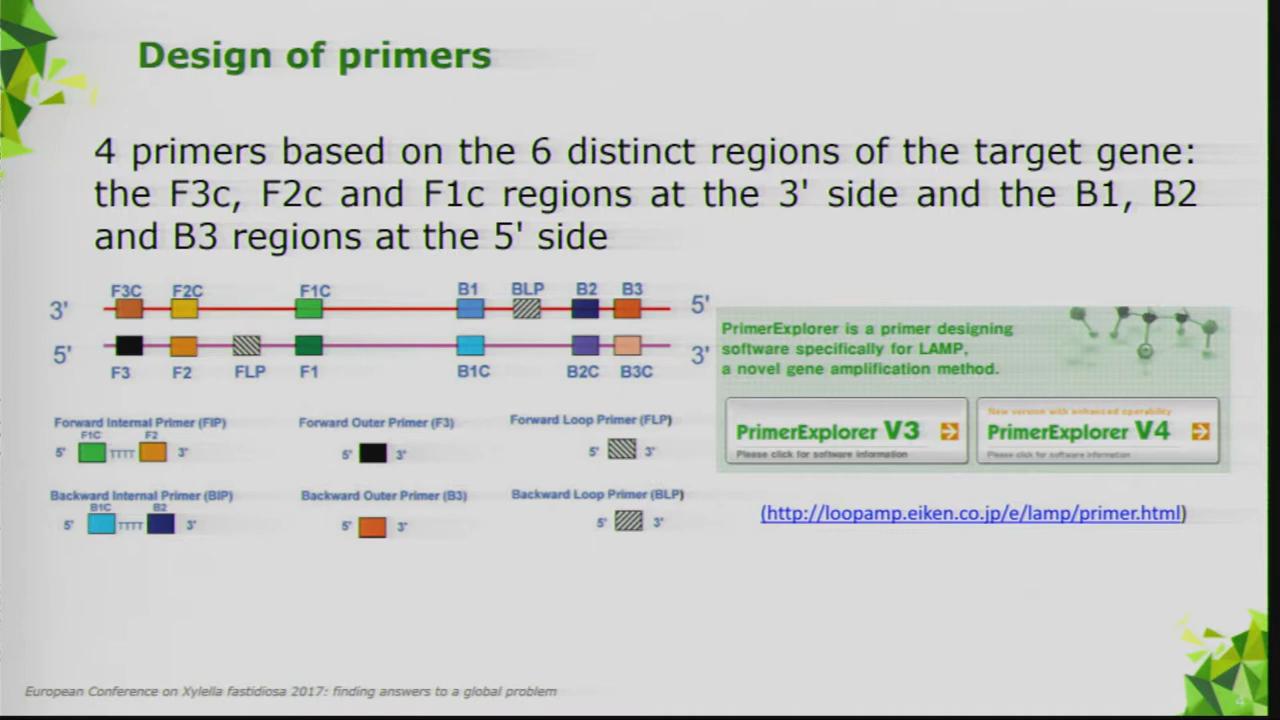 Design of primers
4 primers based on the 6 distinct regions of the target gene:
the F3c, F2c and F1c regions at the 3' side and the B1, B2
and B3 regions at the 5' side
F3C F2C F1C B1 BLP B2 B3
3' 5'
5' 3'
F3 F2 FLP F1 B1C B2C B3C
PrimerExplorer is a primer designing
software specifically for LAMP,
a novel gene amplification method.
New version with enhanced operability
PrimerExplorer V3 PrimerExplorer V4
Please click for software information Please click for software information
Forward Internal Primer (FIP) Forward Outer Primer (F3) Forward Loop Primer (FLP)
F1C F2
5' TTTT 3' 5' 3' 5' 3'
Backward Internal Primer (BIP) Backward Outer Primer (B3) Backward Loop Primer (BLP)
B1C B2
5' TTTT 3' 5' 3' 5' 3'
(http://loopamp.eiken.co.jp/e/lamp/primer.html)
European Conference on Xylella fastidiosa 2017: finding answers to a global problem
4